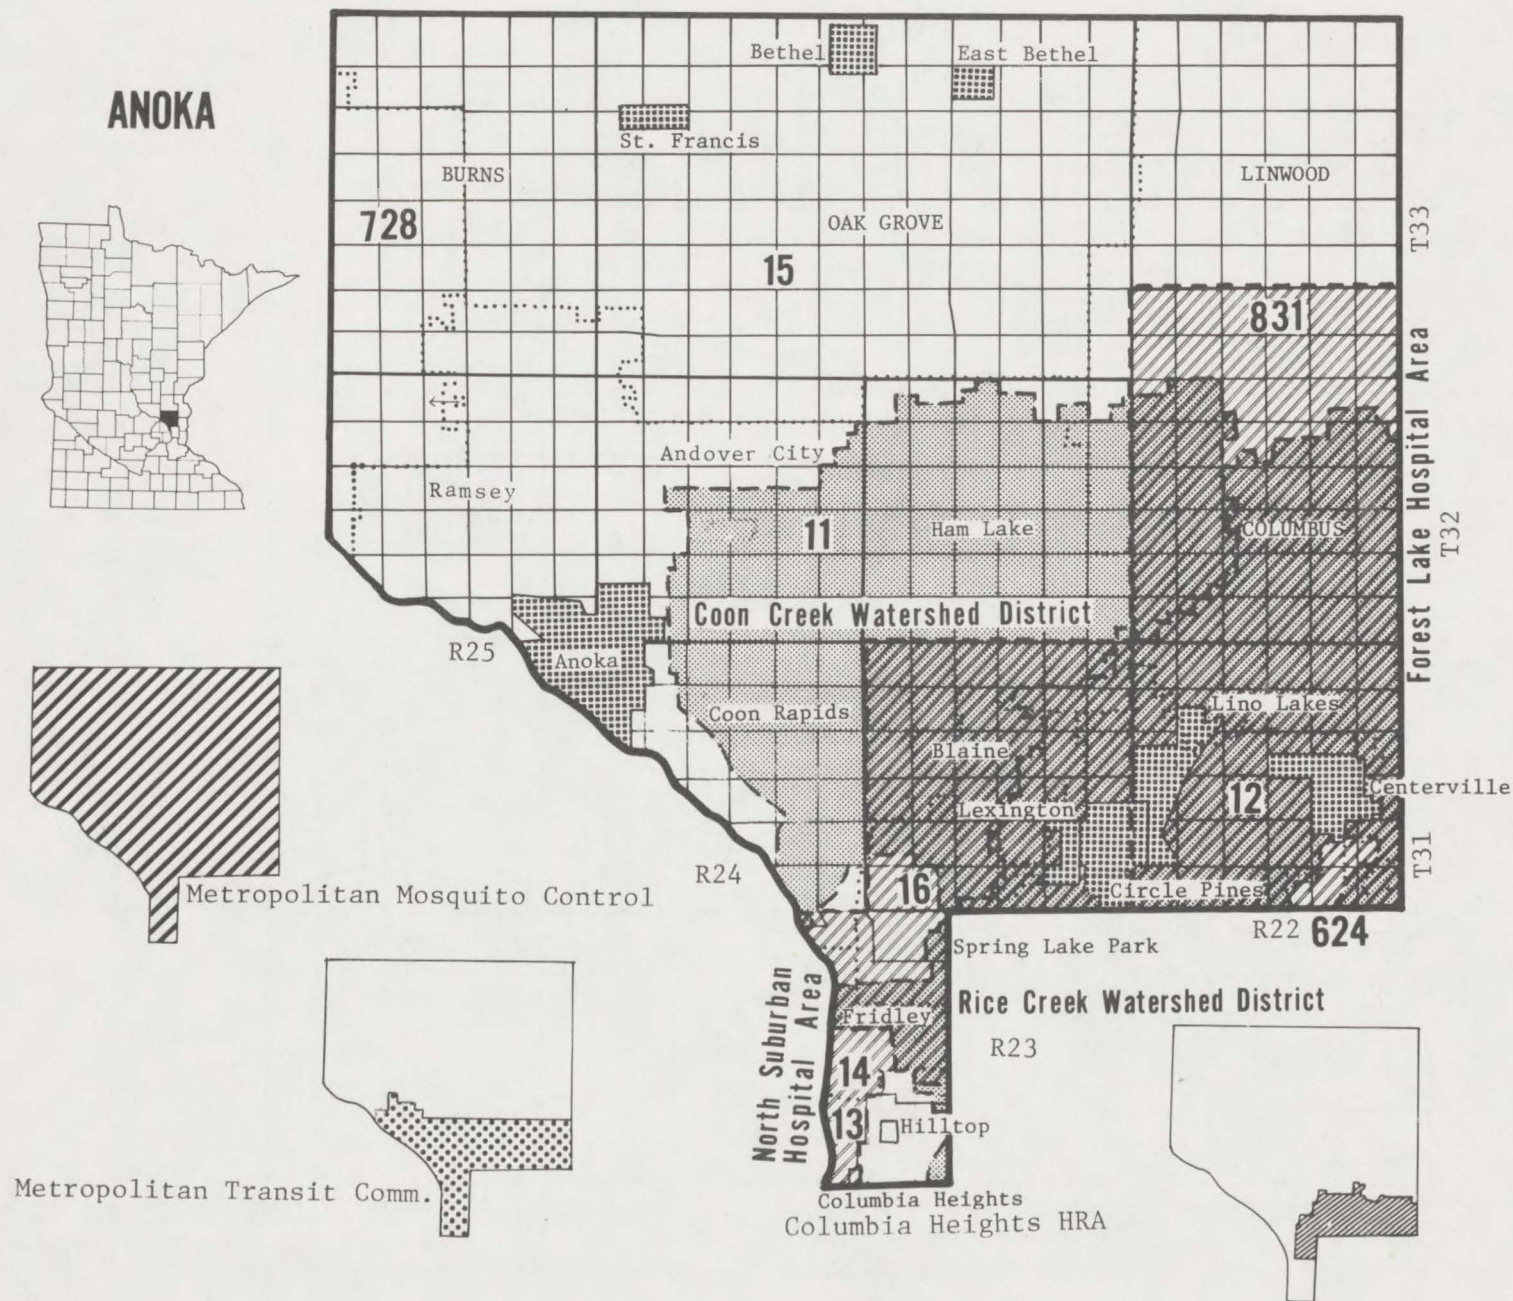 ANOKA
Bethel
East Bethel
St. Francis
BURNS
LINWOOD
728
OAK GROVE
15
T33
831
Forest Lake Hospital Area
Andover City
Ramsey
11
Ham Lake
COLUMBUS
T32
Coon Creek Watershed District
R25
Anoka
Coon Rapids
Lino Lakes
Blaine
Lexington
12
Centerville
T31
R24
16
Circle Pines
Metropolitan Mosquito Control
R22 624
Spring Lake Park
North Suburban
Hospital Area
Fridley
Rice Creek Watershed District
R23
14
13
Hilltop
Metropolitan Transit Comm.
Columbia Heights
Columbia Heights HRA